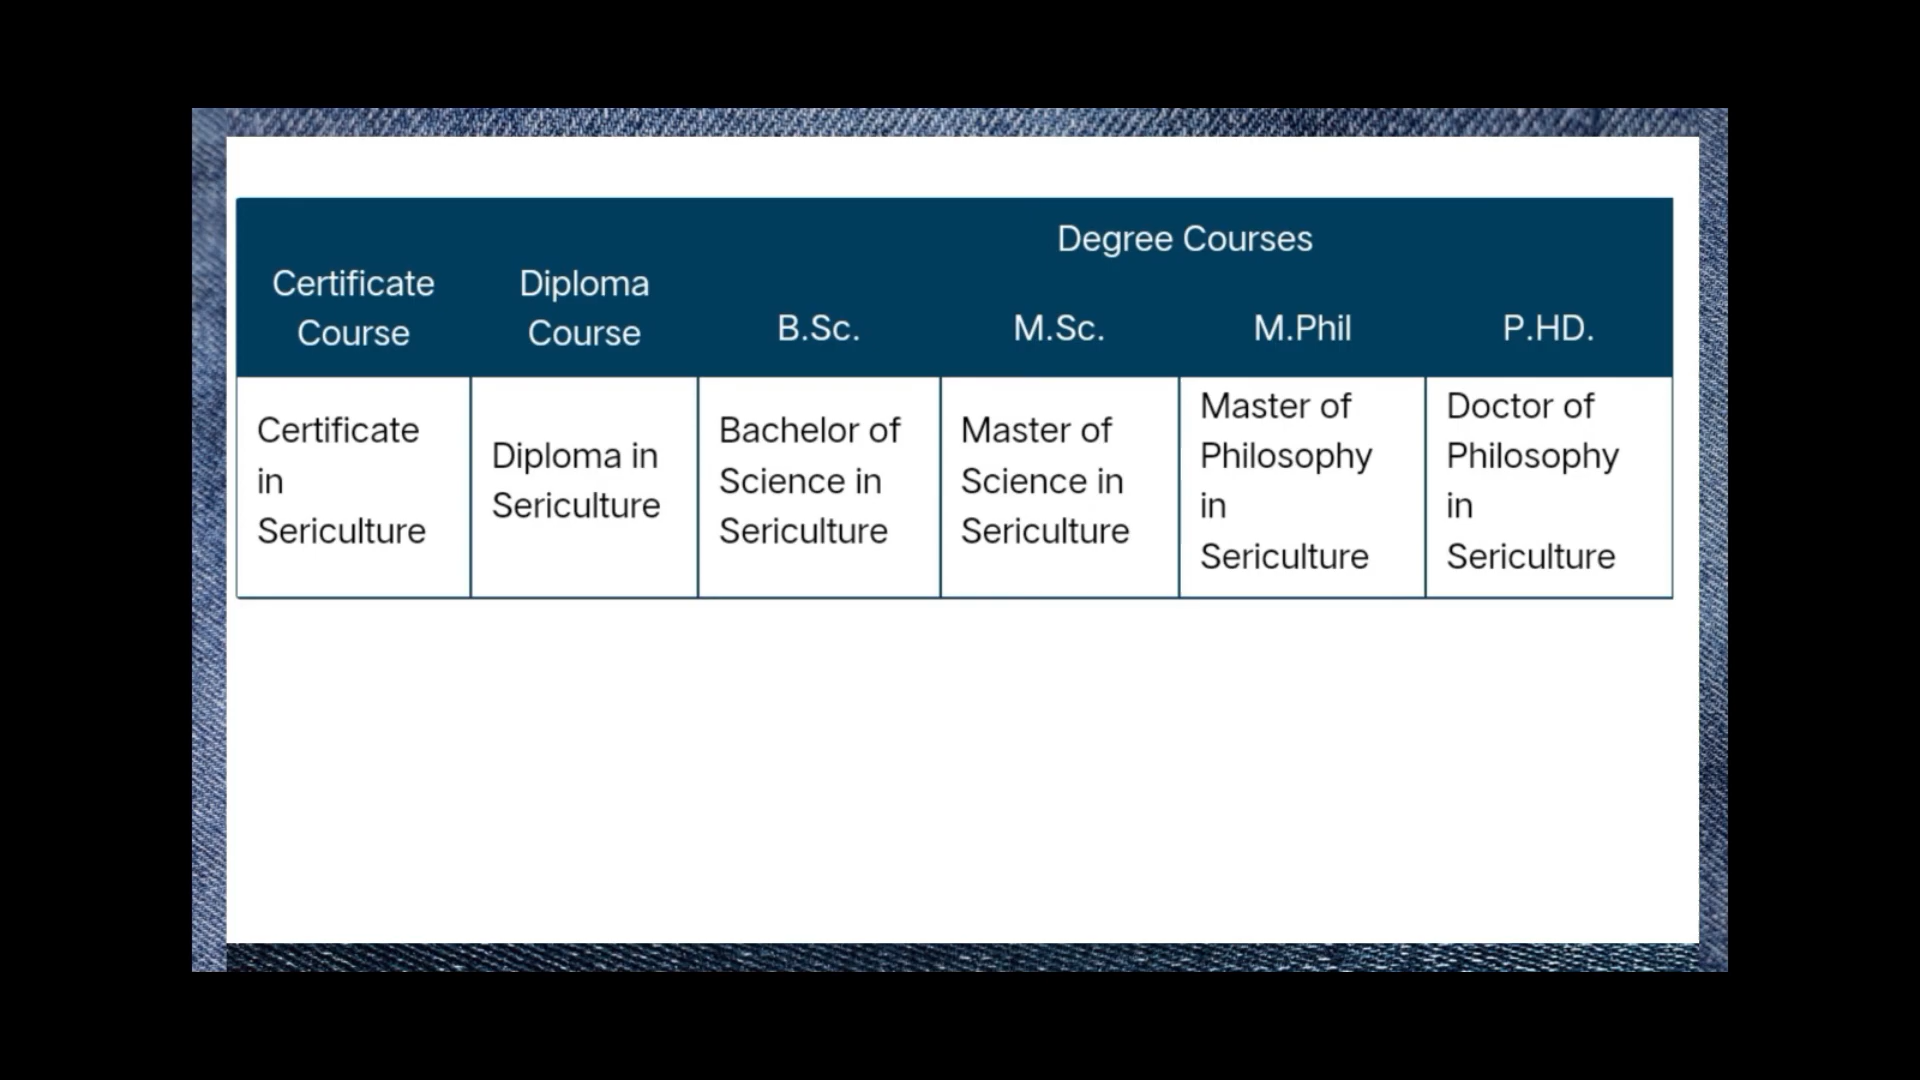 Degree Courses
Certificate
Course
Diploma
Course
B.Sc.
M.Sc.
M.Phil
P.HD.
Certificate
in
Sericulture
Diploma in
Sericulture
Bachelor of
Science in
Sericulture
Master of
Science in
Sericulture
Master of
Philosophy
in
Sericulture
Doctor of
Philosophy
in
Sericulture